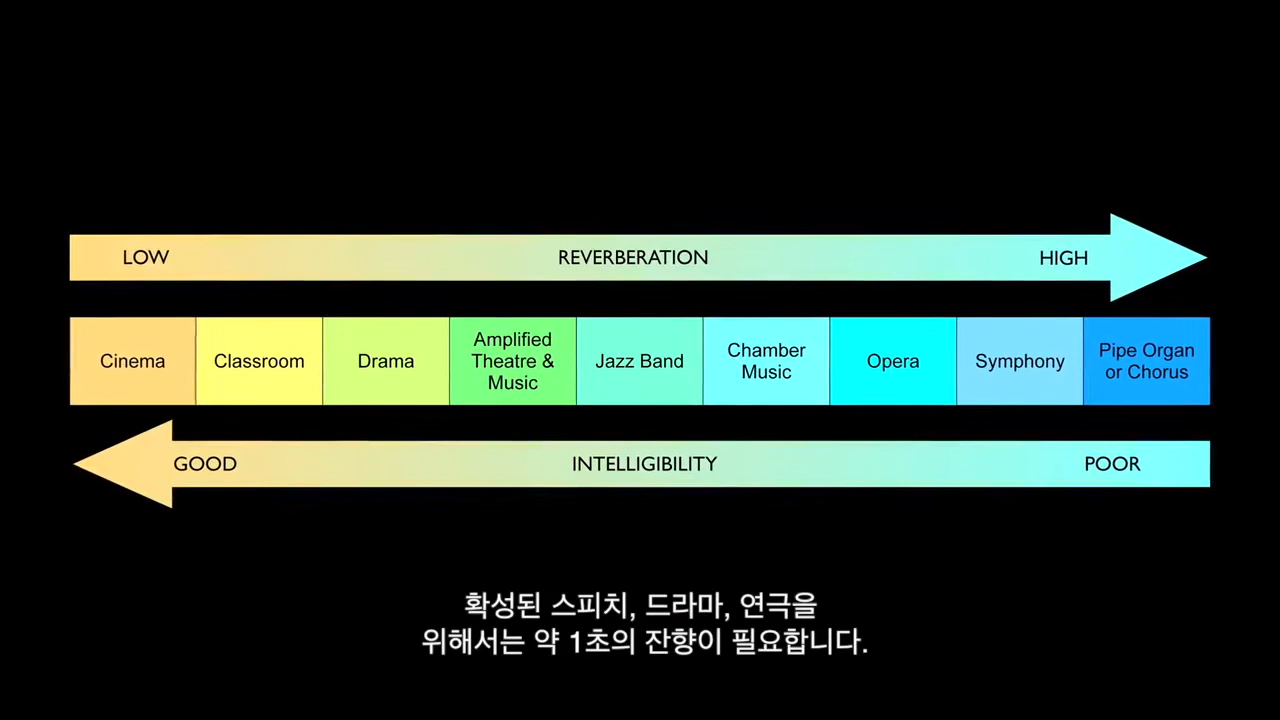 LOW REVERBERATION HIGH
Cinema
Classroom
Drama
Amplified
Theatre &
Music
Jazz Band
Chamber
Music
Opera
Symphony
Pipe Organ
or Chorus
GOOD INTELLIGIBILITY POOR
확성된 스피치, 드라마, 연극을
위해서는 약 1초의 잔향이 필요합니다.